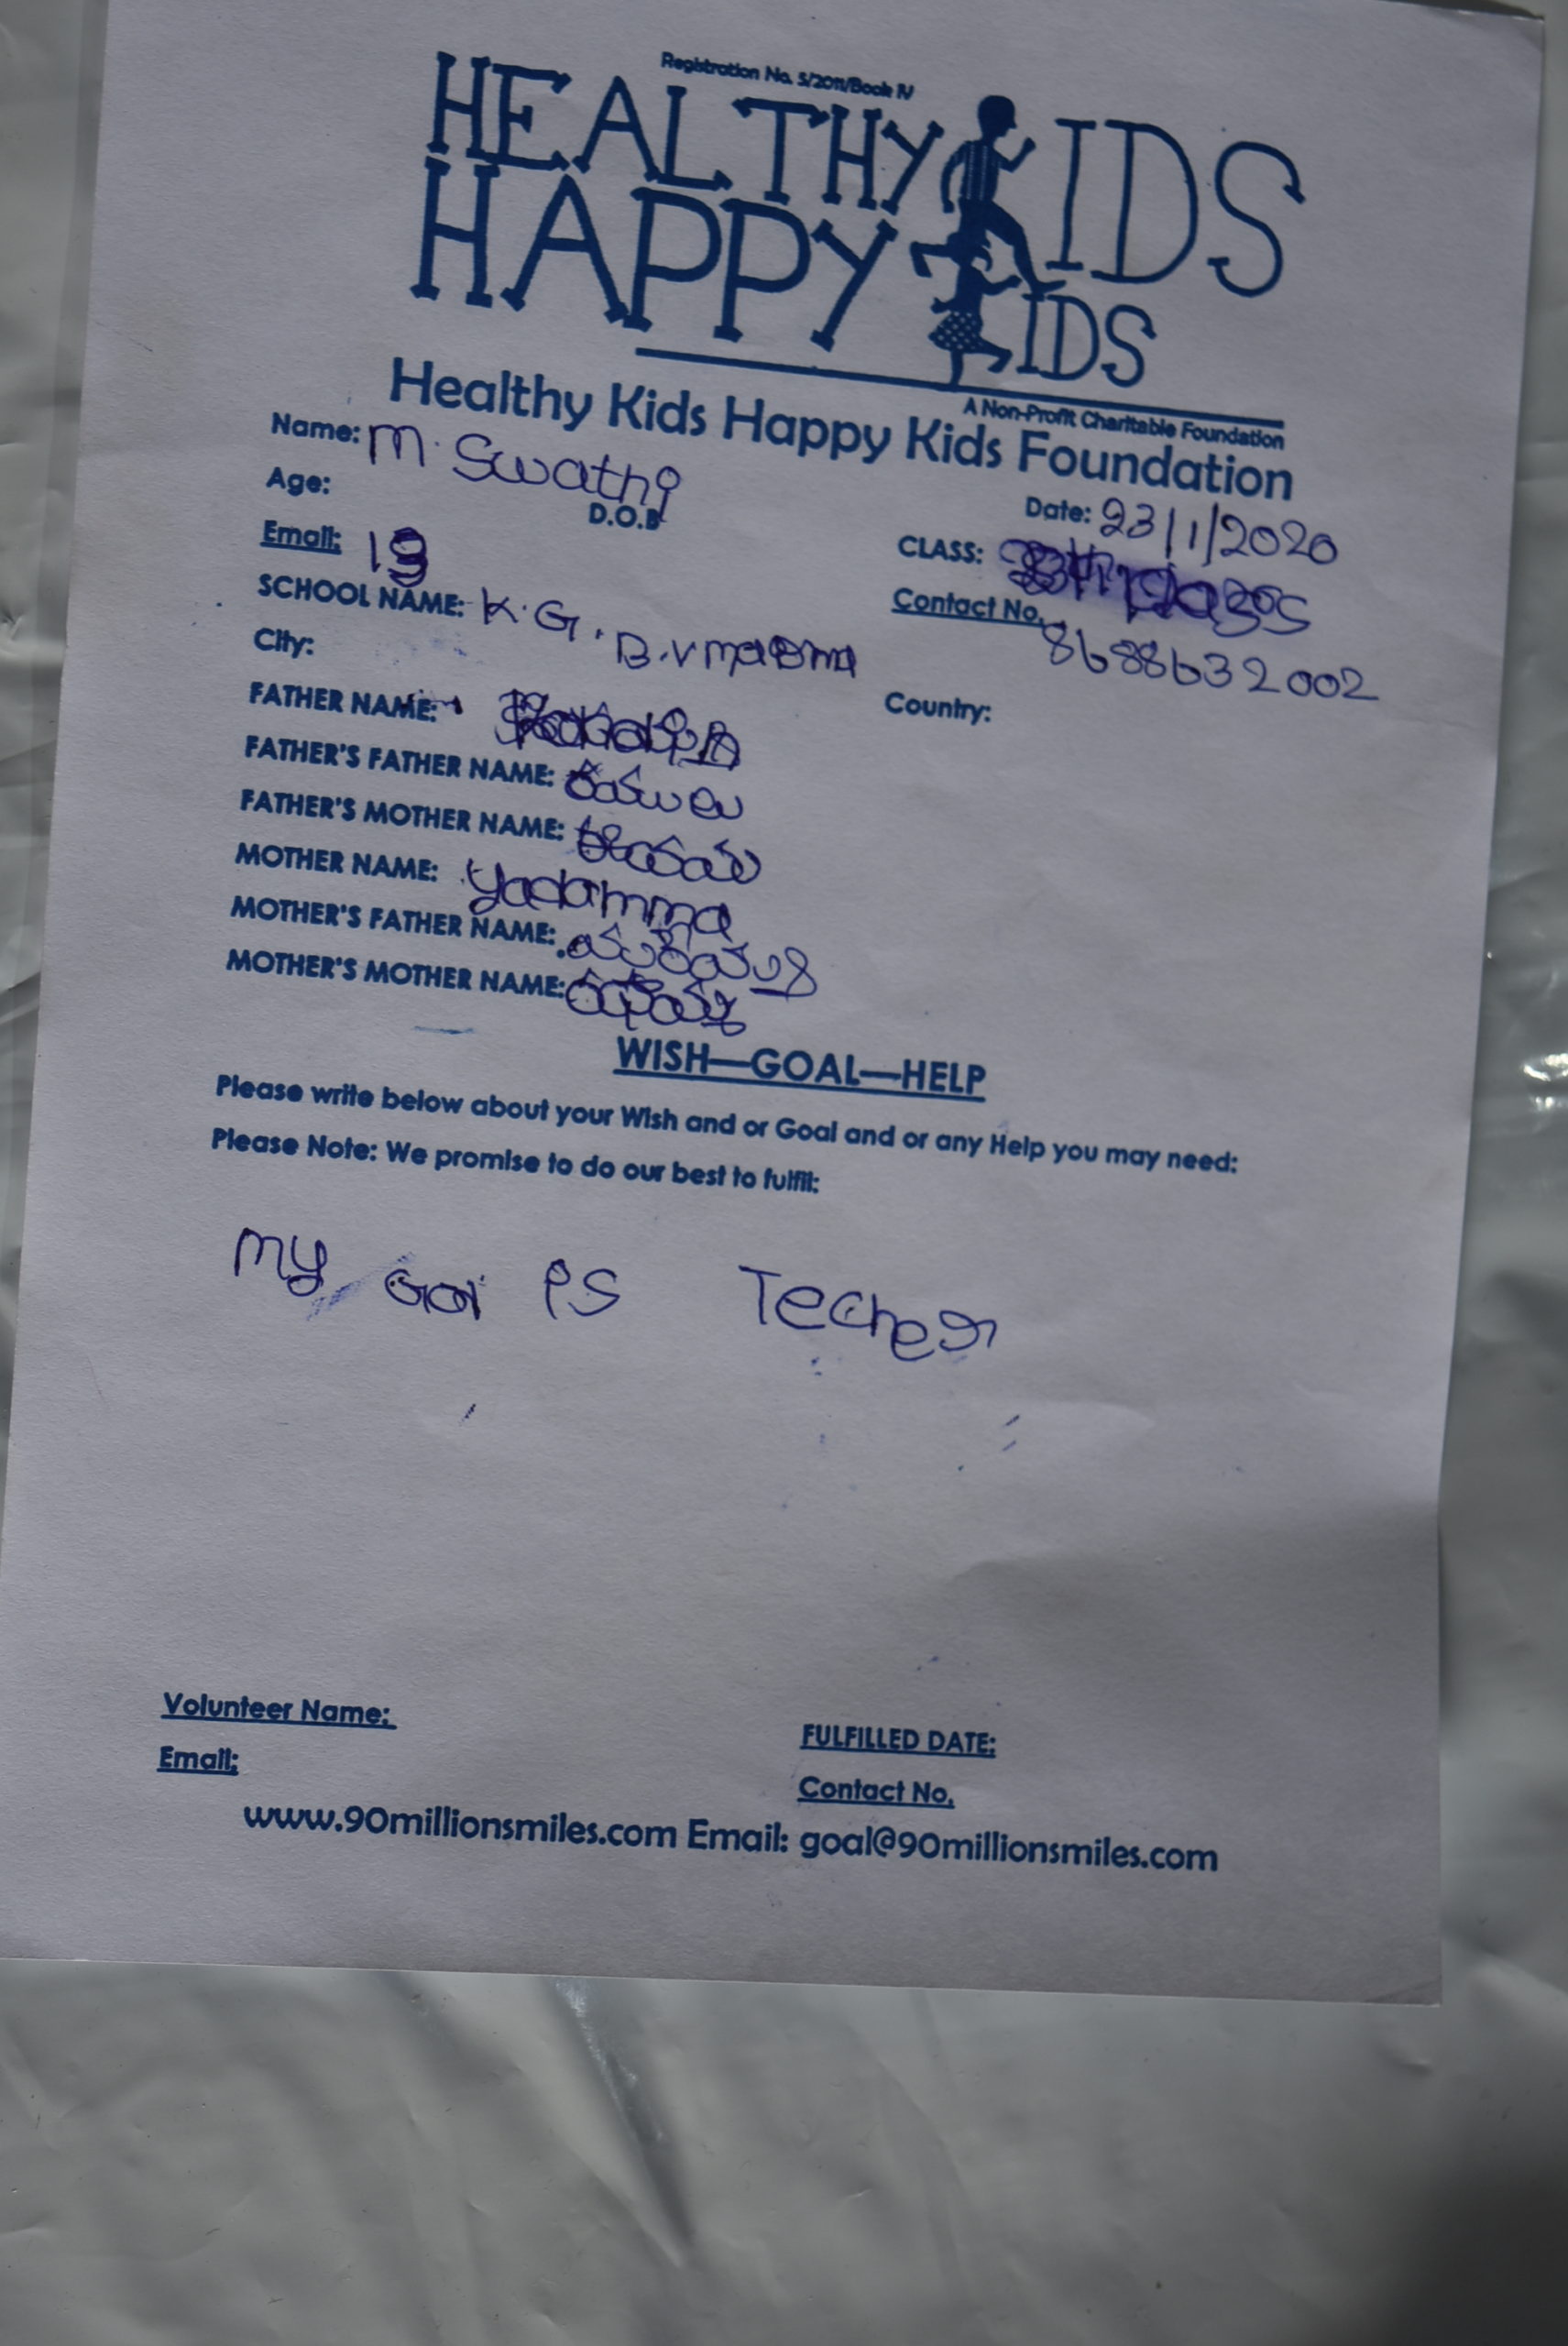 Registration No. 5/2011/Book IV
HEALTHY KIDS
HAPPY KIDS
A Non-Profit Charitable Foundation
Healthy Kids Happy Kids Foundation
Name: M. Swathi
Date: 23/1/2020
Age:
D.O.B
CLASS:
Email: 13
Contact No. 8688632002
SCHOOL NAME: K.G.B.V
City:
Country:
FATHER NAME:
FATHER'S FATHER NAME:
FATHER'S MOTHER NAME:
MOTHER NAME: Yadamma
MOTHER'S FATHER NAME:
MOTHER'S MOTHER NAME:
WISH—GOAL—HELP
Please write below about your Wish and or Goal and or any Help you may need:
Please Note: We promise to do our best to fulfil:
My Gol is Techer
Volunteer Name:
FULFILLED DATE:
Email:
Contact No.
www.90millionsmiles.com Email: goal@90millionsmiles.com